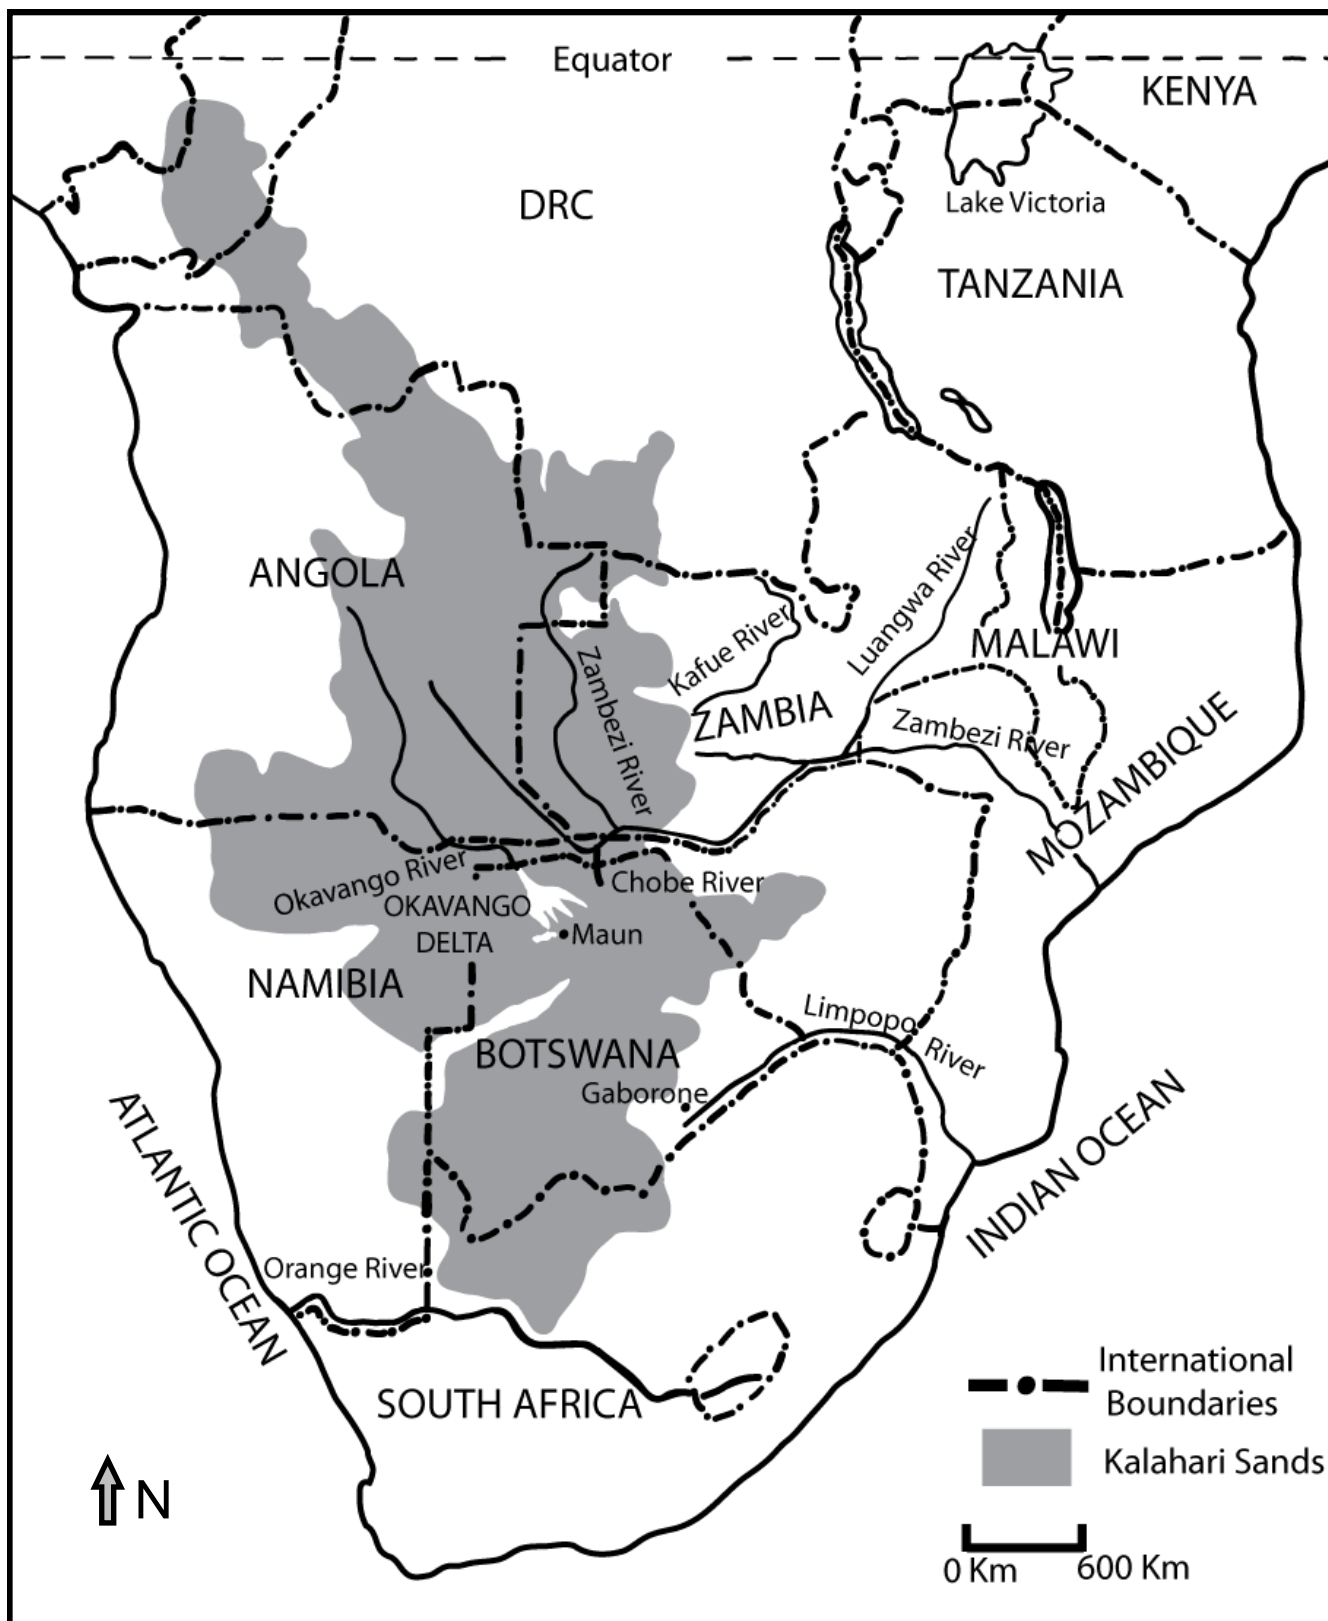 Equator
KENYA
DRC
Lake Victoria
TANZANIA
ANGOLA
Luangwa River
Kafue River
MALAWI
Zambezi River
ZAMBIA
Zambezi River
MOZAMBIQUE
Okavango River
Chobe River
OKAVANGO
DELTA
Maun
NAMIBIA
Limpopo
River
BOTSWANA
Gaborone
ATLANTIC OCEAN
INDIAN OCEAN
Orange River
SOUTH AFRICA
International
Boundaries
Kalahari Sands
N
0 Km
600 Km